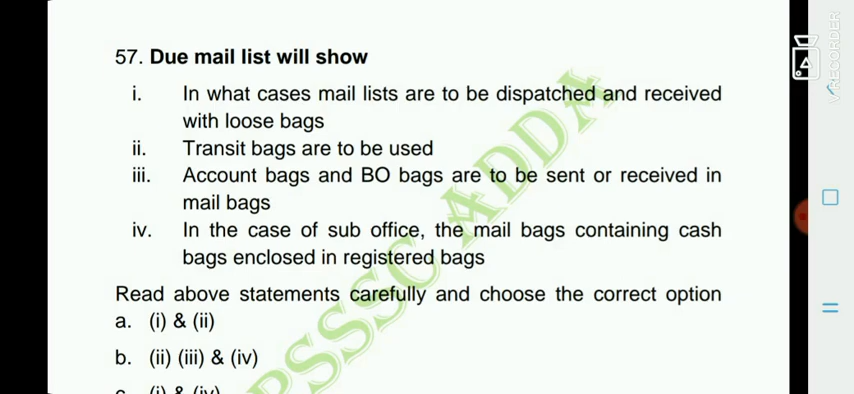 57. Due mail list will show
i. In what cases mail lists are to be dispatched and received
with loose bags
ii. Transit bags are to be used
iii. Account bags and BO bags are to be sent or received in
mail bags
iv. In the case of sub office, the mail bags containing cash
bags enclosed in registered bags
Read above statements carefully and choose the correct option
a. (i) & (ii)
b. (ii) (iii) & (iv)
c. (i) & (iv)
PSSSC ADDA
RECORDER